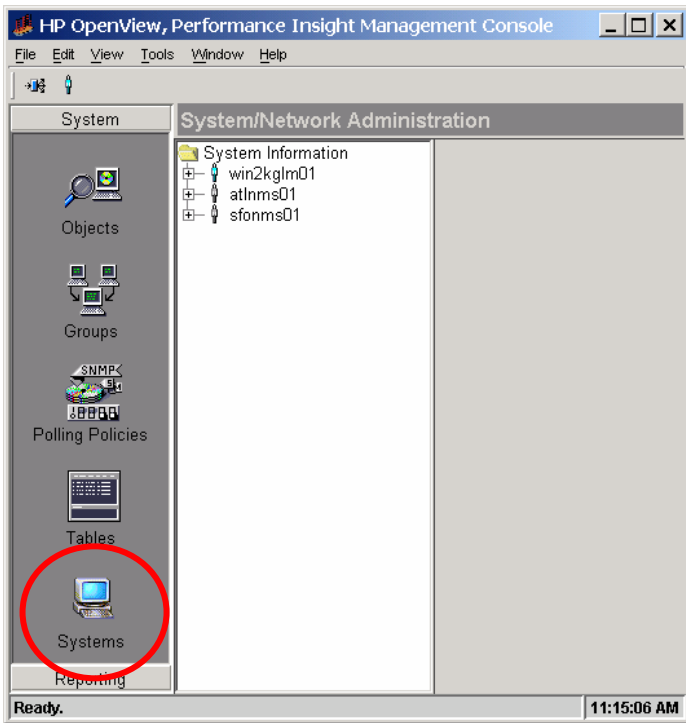 HP OpenView, Performance Insight Management Console
File Edit View Tools Window Help
System
System/Network Administration
System Information
win2kglm01
atlnms01
sfonms01
Objects
Groups
SNMP
Polling Policies
Tables
Systems
Reporting
Ready.
11:15:06 AM